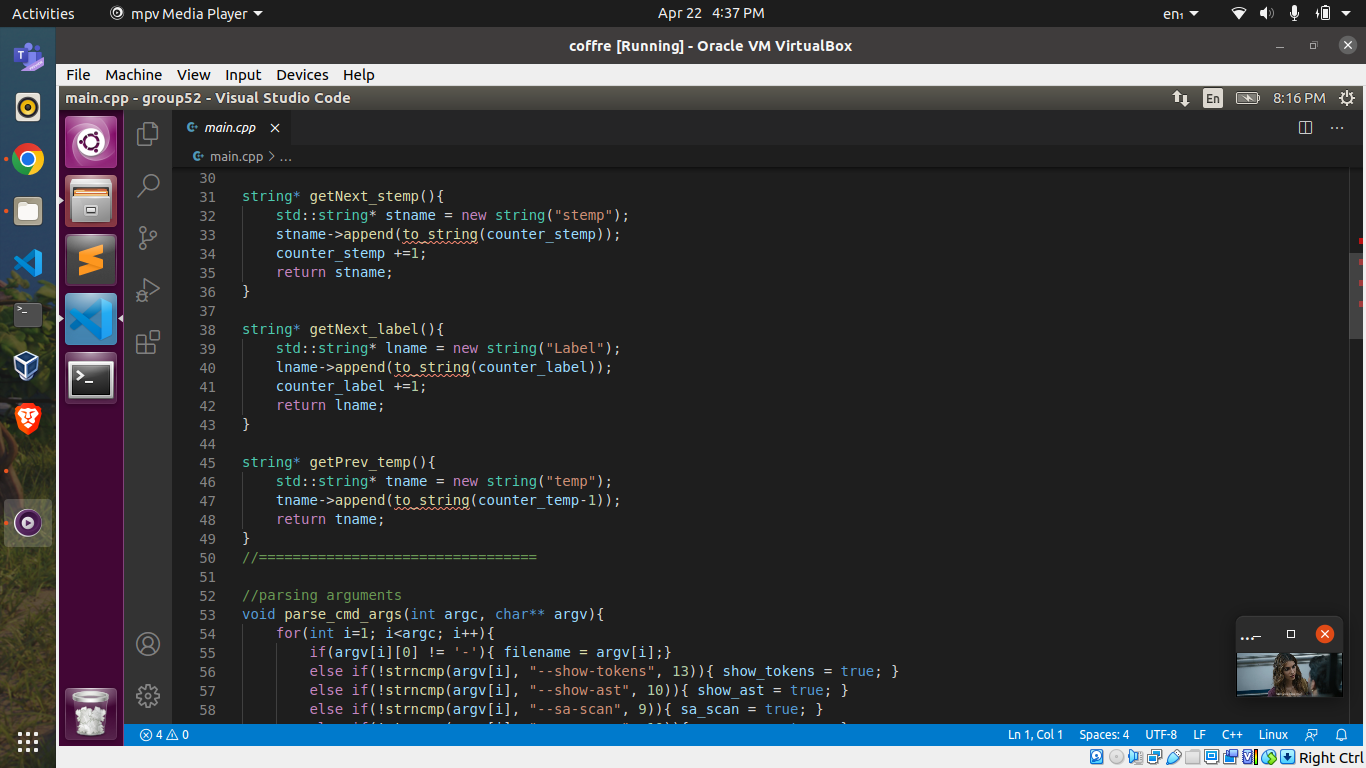 Activities mpv Media Player Apr 22 4:37 PM en₁
coffre [Running] - Oracle VM VirtualBox
File Machine View Input Devices Help
main.cpp - group52 - Visual Studio Code En 8:16 PM
main.cpp
main.cpp > ...
30
31 string* getNext_stemp(){
32 std::string* stname = new string("stemp");
33 stname->append(to_string(counter_stemp));
34 counter_stemp +=1;
35 return stname;
36 }
37
38 string* getNext_label(){
39 std::string* lname = new string("Label");
40 lname->append(to_string(counter_label));
41 counter_label +=1;
42 return lname;
43 }
44
45 string* getPrev_temp(){
46 std::string* tname = new string("temp");
47 tname->append(to_string(counter_temp-1));
48 return tname;
49 }
50 //=================================
51
52 //parsing arguments
53 void parse_cmd_args(int argc, char** argv){
54 for(int i=1; i<argc; i++){
55 if(argv[i][0] != '-'){ filename = argv[i];}
56 else if(!strncmp(argv[i], "--show-tokens", 13)){ show_tokens = true; }
57 else if(!strncmp(argv[i], "--show-ast", 10)){ show_ast = true; }
58 else if(!strncmp(argv[i], "--sa-scan", 9)){ sa_scan = true; }
4 0 Ln 1, Col 1 Spaces: 4 UTF-8 LF C++ Linux
Right Ctrl